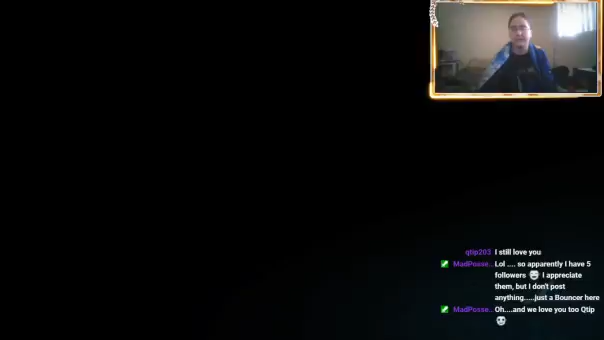 qtip203 I still love you
MadPosse... Lol .... so apparently I have 5
followers I appreciate
them, but I don't post
anything.....just a Bouncer here
MadPosse... Oh....and we love you too Qtip